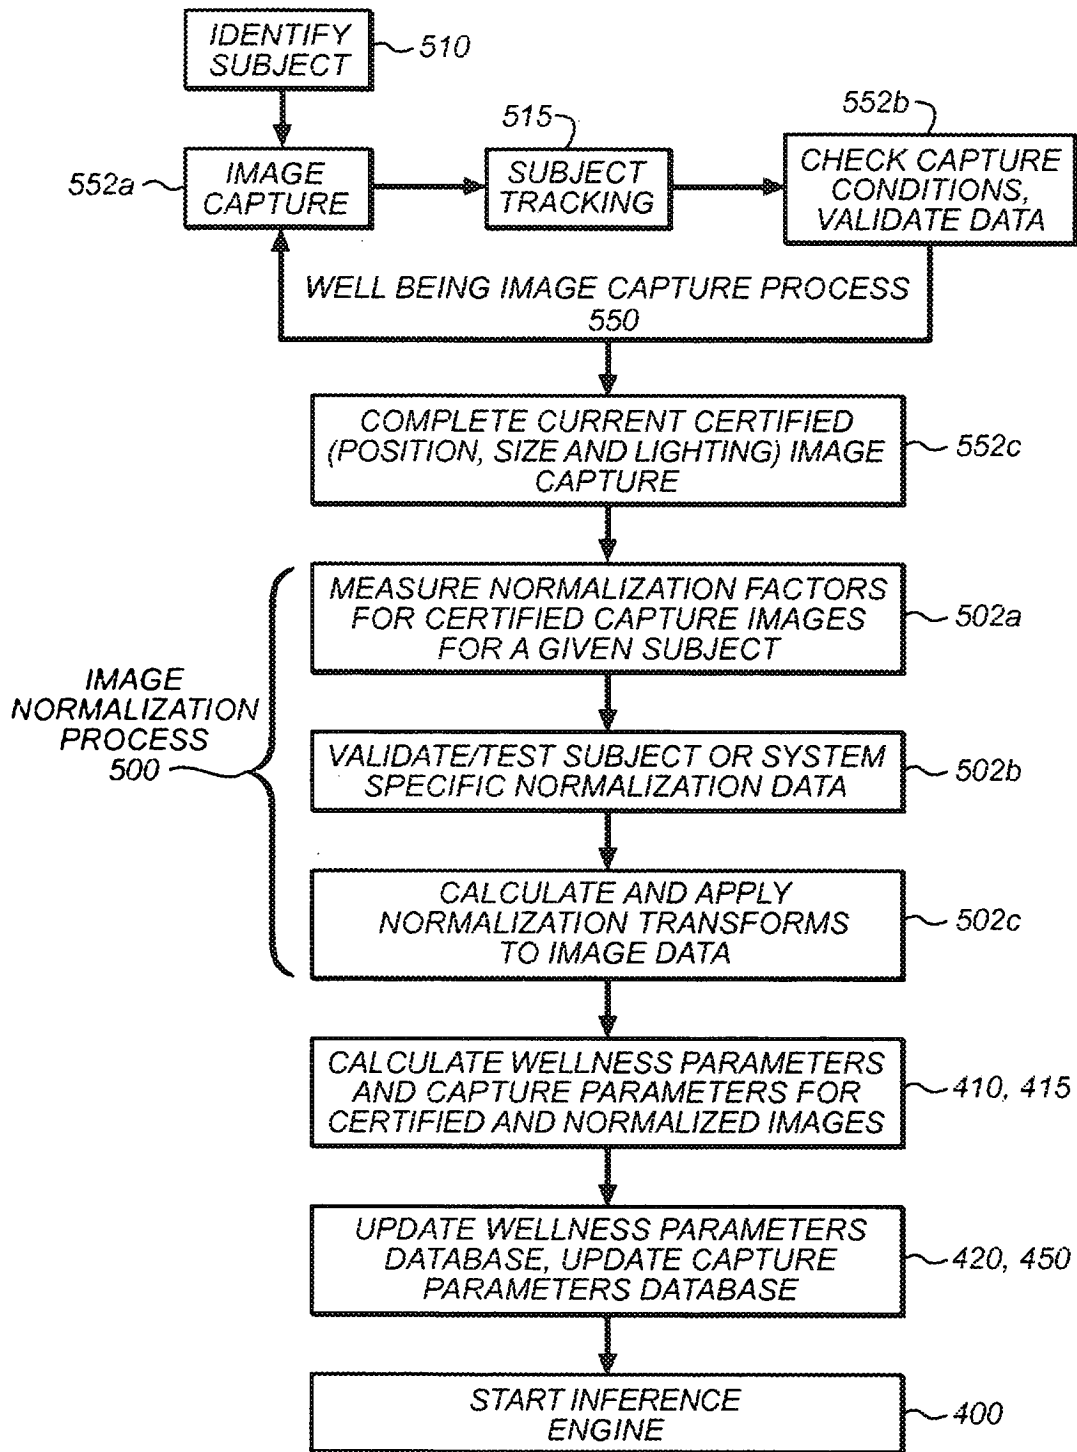 IDENTIFY
SUBJECT
510
552a
IMAGE
CAPTURE
515
SUBJECT
TRACKING
552b
CHECK CAPTURE
CONDITIONS,
VALIDATE DATA
WELL BEING IMAGE CAPTURE PROCESS
550
COMPLETE CURRENT CERTIFIED
(POSITION, SIZE AND LIGHTING) IMAGE
CAPTURE
552c
IMAGE
NORMALIZATION
PROCESS
500
MEASURE NORMALIZATION FACTORS
FOR CERTIFIED CAPTURE IMAGES
FOR A GIVEN SUBJECT
502a
VALIDATE/TEST SUBJECT OR SYSTEM
SPECIFIC NORMALIZATION DATA
502b
CALCULATE AND APPLY
NORMALIZATION TRANSFORMS
TO IMAGE DATA
502c
CALCULATE WELLNESS PARAMETERS
AND CAPTURE PARAMETERS FOR
CERTIFIED AND NORMALIZED IMAGES
410, 415
UPDATE WELLNESS PARAMETERS
DATABASE, UPDATE CAPTURE
PARAMETERS DATABASE
420, 450
START INFERENCE
ENGINE
400